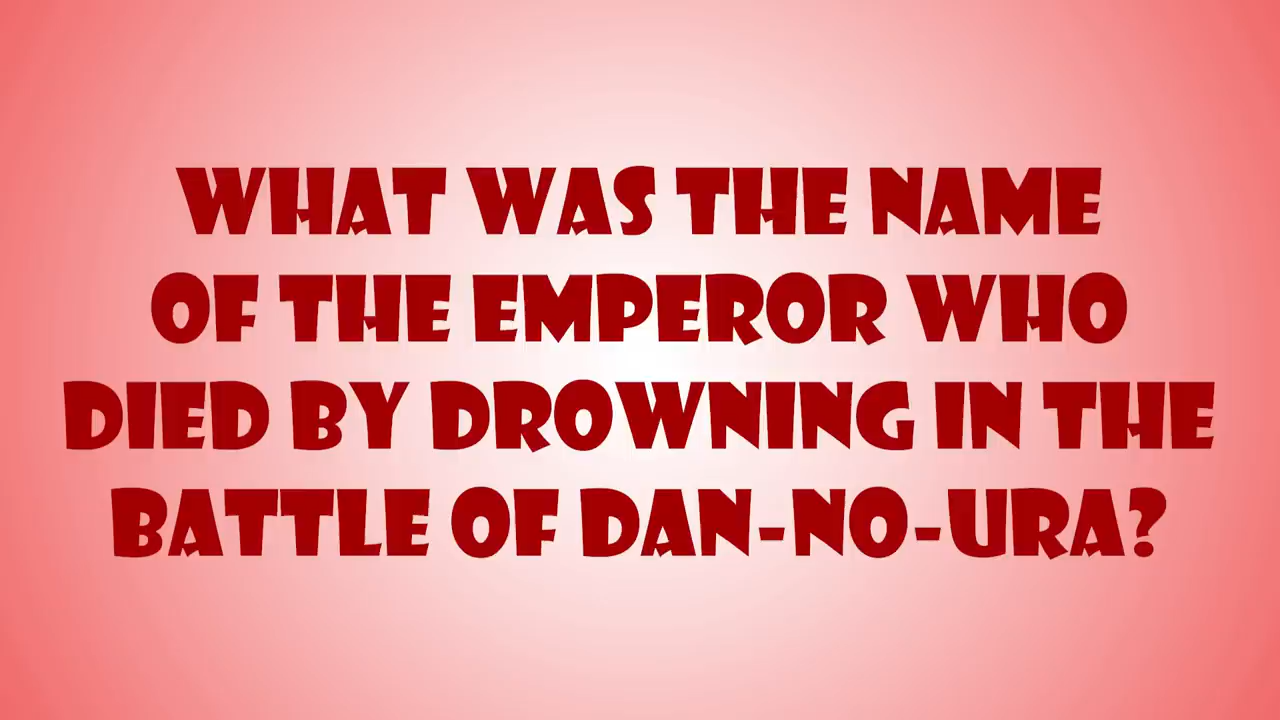 WHAT WAS THE NAME
OF THE EMPEROR WHO
DIED BY DROWNING IN THE
BATTLE OF DAN-NO-URA?